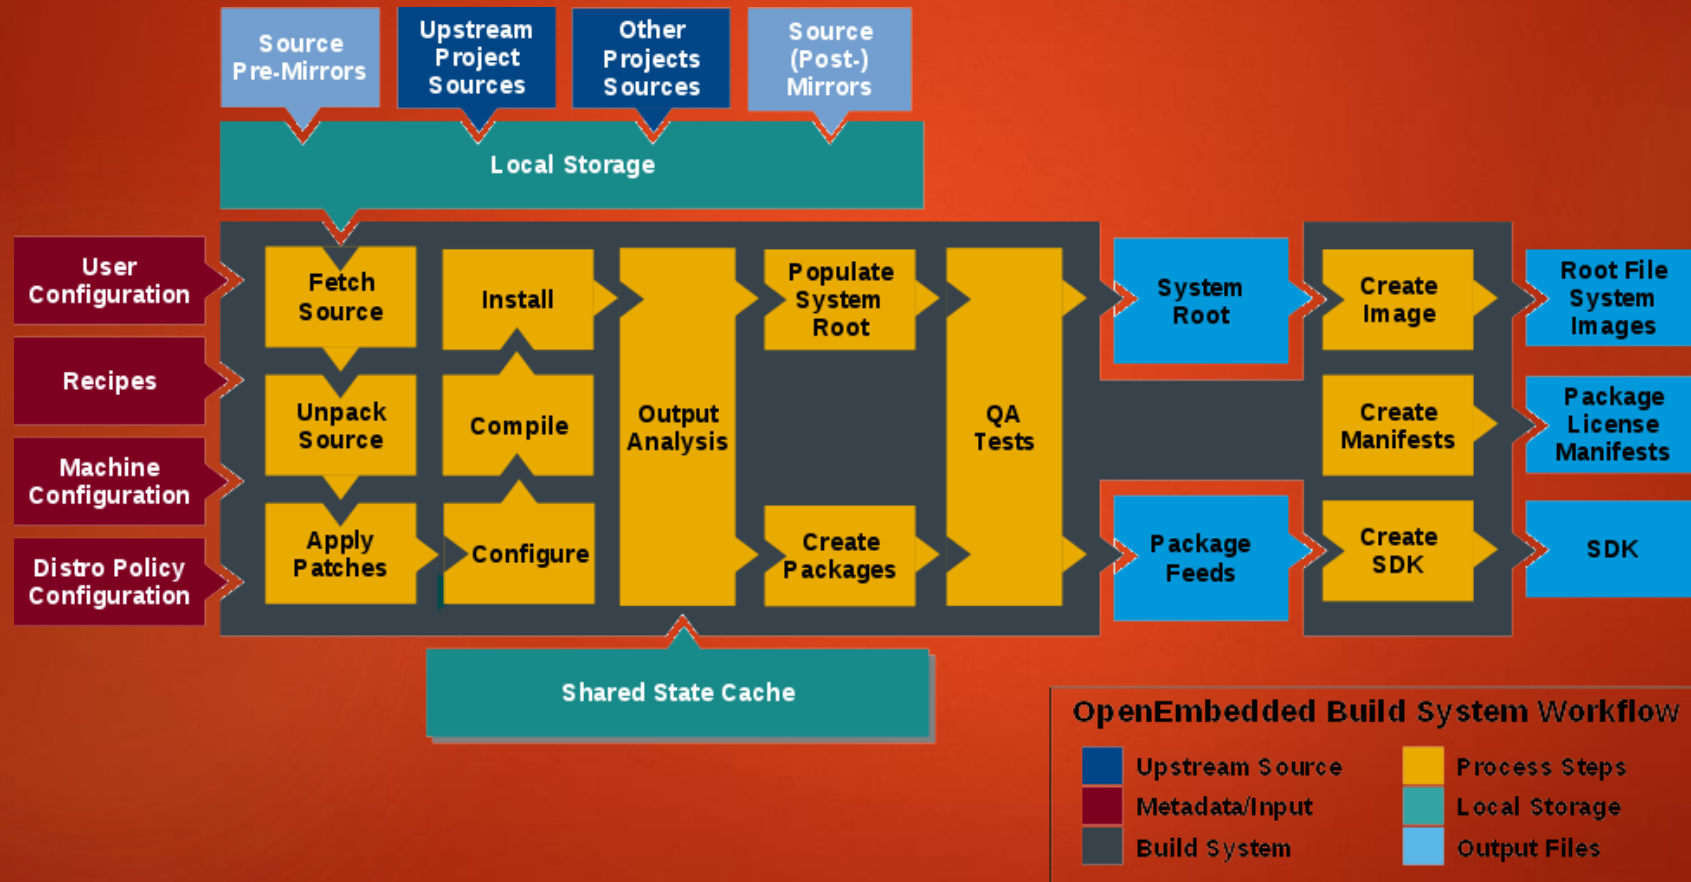 Source
Pre-Mirrors
Upstream
Project
Sources
Other
Projects
Sources
Source
(Post-)
Mirrors
Local Storage
User
Configuration
Recipes
Machine
Configuration
Distro Policy
Configuration
Fetch
Source
Unpack
Source
Apply
Patches
Install
Compile
Configure
Output
Analysis
Populate
System
Root
Create
Packages
QA
Tests
System
Root
Package
Feeds
Create
Image
Create
Manifests
Create
SDK
Root File
System
Images
Package
License
Manifests
SDK
Shared State Cache
OpenEmbedded Build System Workflow
Upstream Source
Metadata/Input
Build System
Process Steps
Local Storage
Output Files